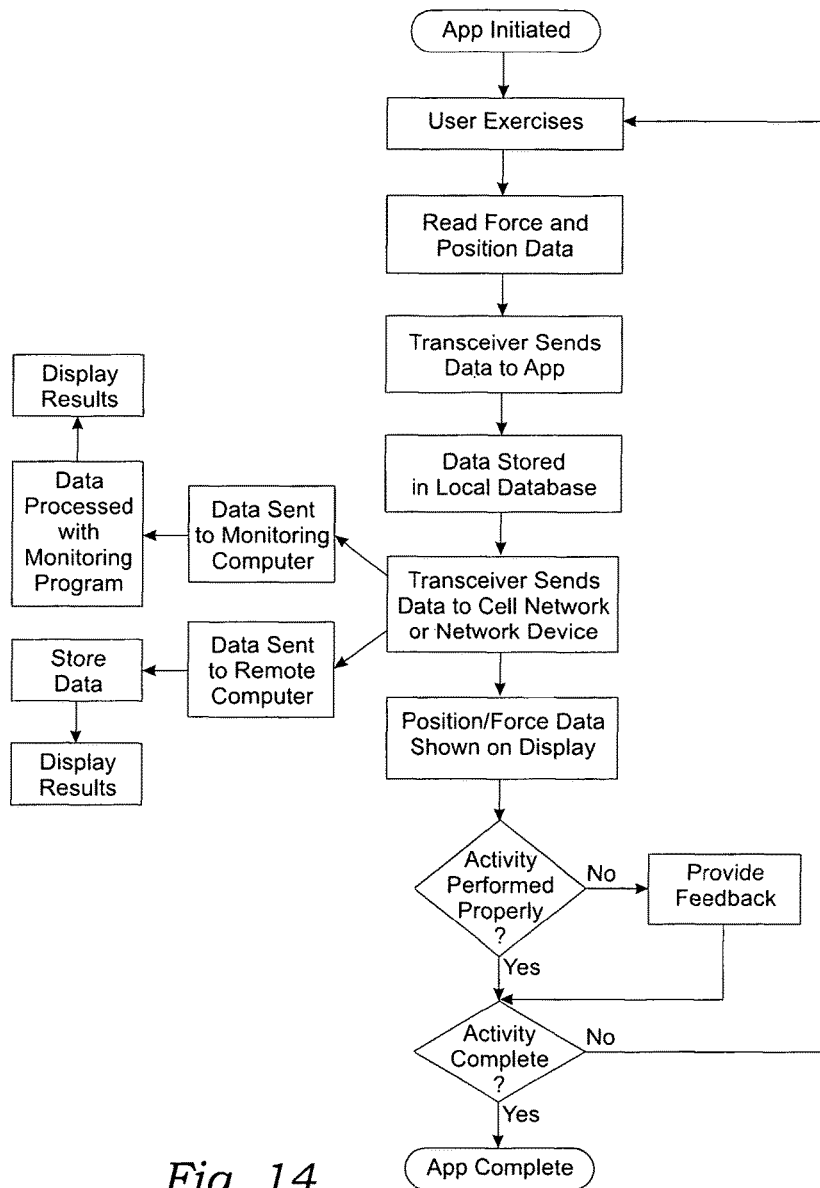 App Initiated
User Exercises
Read Force and
Position Data
Transceiver Sends
Data to App
Data Stored
in Local Database
Transceiver Sends
Data to Cell Network
or Network Device
Data Sent
to Monitoring
Computer
Data
Processed
with
Monitoring
Program
Display
Results
Data Sent
to Remote
Computer
Store
Data
Display
Results
Position/Force Data
Shown on Display
Activity
Performed
Properly
?
No
Provide
Feedback
Yes
Activity
Complete
?
No
Yes
App Complete
Fig. 14